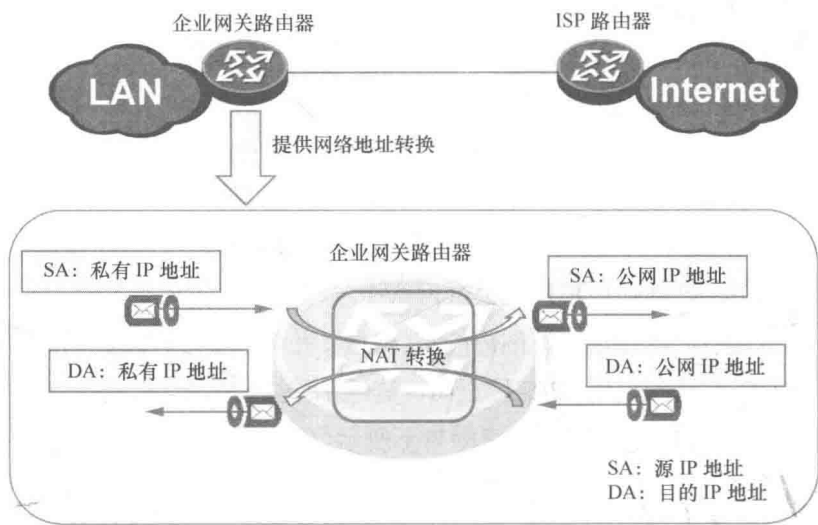 企业网关路由器
ISP 路由器
LAN
Internet
提供网络地址转换
企业网关路由器
SA：私有 IP 地址
SA：公网 IP 地址
NAT 转换
DA：私有 IP 地址
DA：公网 IP 地址
SA：源 IP 地址
DA：目的 IP 地址